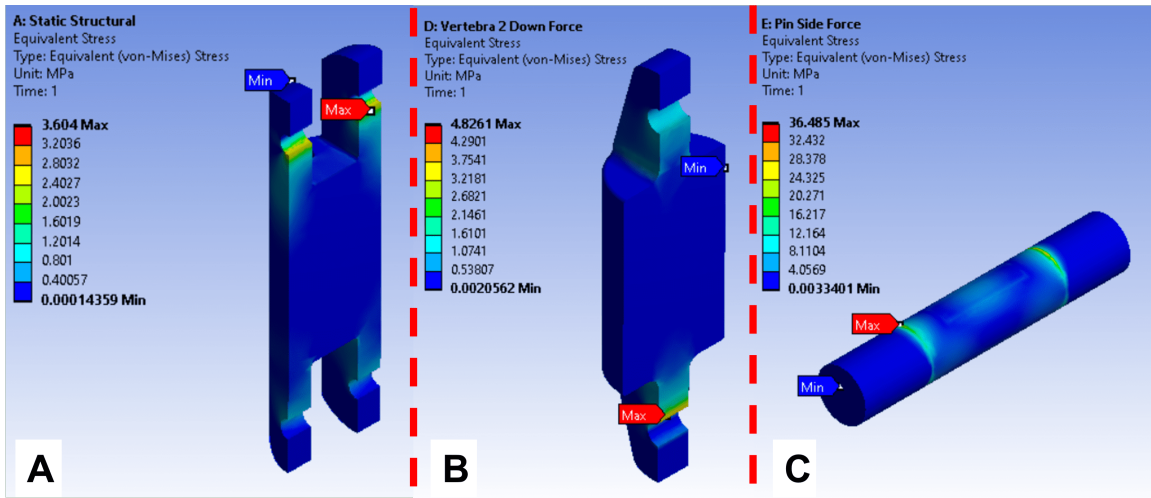 A: Static Structural
Equivalent Stress
Type: Equivalent (von-Mises) Stress
Unit: MPa
Time: 1
3.604 Max
3.2036
2.8032
2.4027
2.0023
1.6019
1.2014
0.801
0.40057
0.00014359 Min
Min
Max
A
D: Vertebra 2 Down Force
Equivalent Stress
Type: Equivalent (von-Mises) Stress
Unit: MPa
Time: 1
4.8261 Max
4.2901
3.7541
3.2181
2.6821
2.1461
1.6101
1.0741
0.53807
0.0020562 Min
Min
Max
B
E: Pin Side Force
Equivalent Stress
Type: Equivalent (von-Mises) Stress
Unit: MPa
Time: 1
36.485 Max
32.432
28.378
24.325
20.271
16.217
12.164
8.1104
4.0569
0.0033401 Min
Max
Min
C